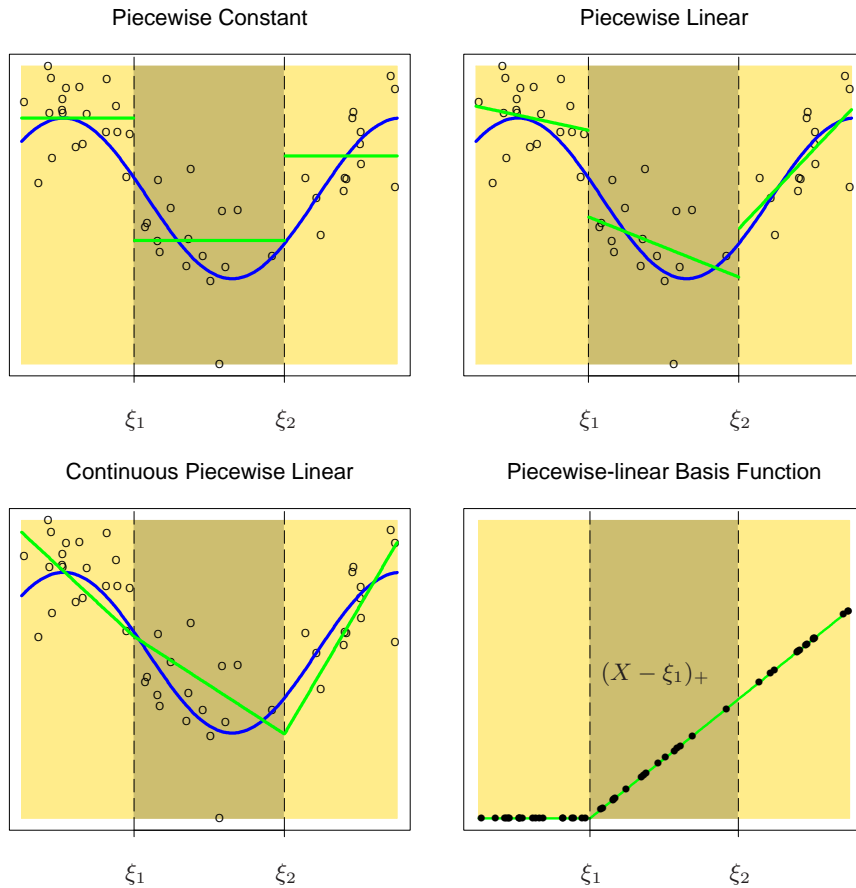 Piecewise Constant
Piecewise Linear
ξ₁
ξ₂
ξ₁
ξ₂
Continuous Piecewise Linear
Piecewise-linear Basis Function
(X − ξ₁)₊
ξ₁
ξ₂
ξ₁
ξ₂